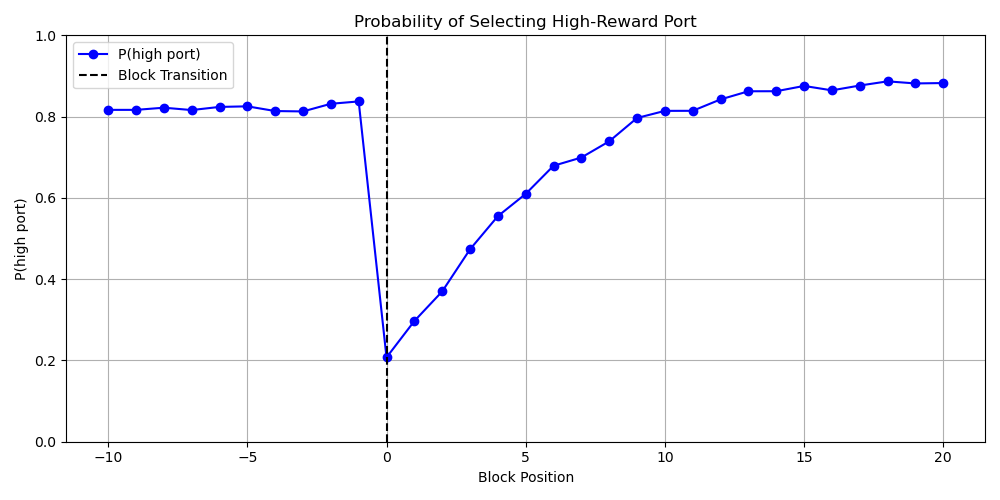 Probability of Selecting High-Reward Port
P(high port)
Block Transition
1.0
0.8
0.6
0.4
0.2
0.0
P(high port)
−10
−5
0
5
10
15
20
Block Position